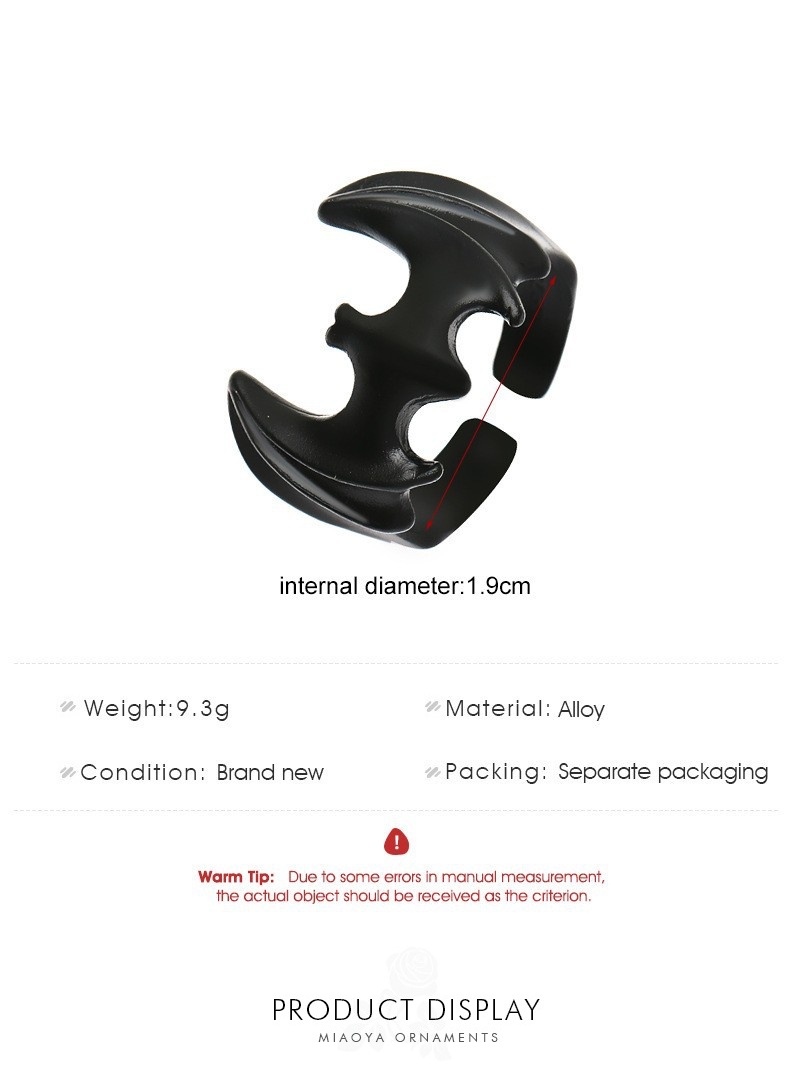 internal diameter:1.9cm
Weight:9.3g
Material: Alloy
Condition: Brand new
Packing: Separate packaging
!
Warm Tip: Due to some errors in manual measurement,
the actual object should be received as the criterion.
PRODUCT DISPLAY
MIAOYA ORNAMENTS